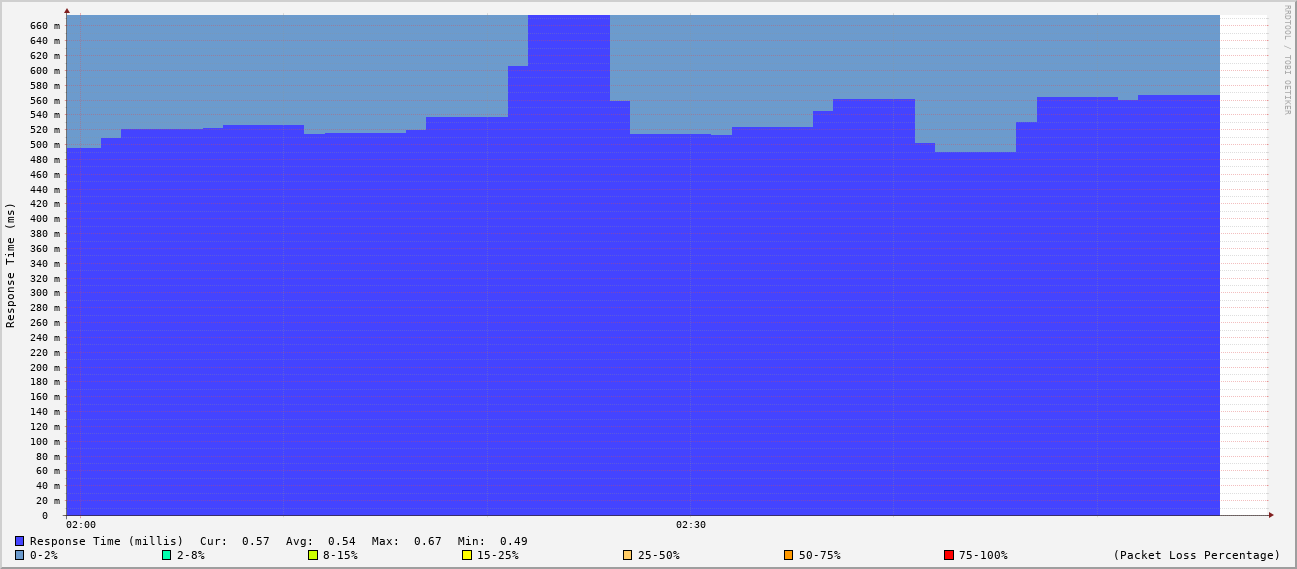 RRDTOOL / TOBI OETIKER
Response Time (ms)
660 m
640 m
620 m
600 m
580 m
560 m
540 m
520 m
500 m
480 m
460 m
440 m
420 m
400 m
380 m
360 m
340 m
320 m
300 m
280 m
260 m
240 m
220 m
200 m
180 m
160 m
140 m
120 m
100 m
80 m
60 m
40 m
20 m
0
02:00 02:30
Response Time (millis) Cur: 0.57 Avg: 0.54 Max: 0.67 Min: 0.49
0-2% 2-8% 8-15% 15-25% 25-50% 50-75% 75-100% (Packet Loss Percentage)